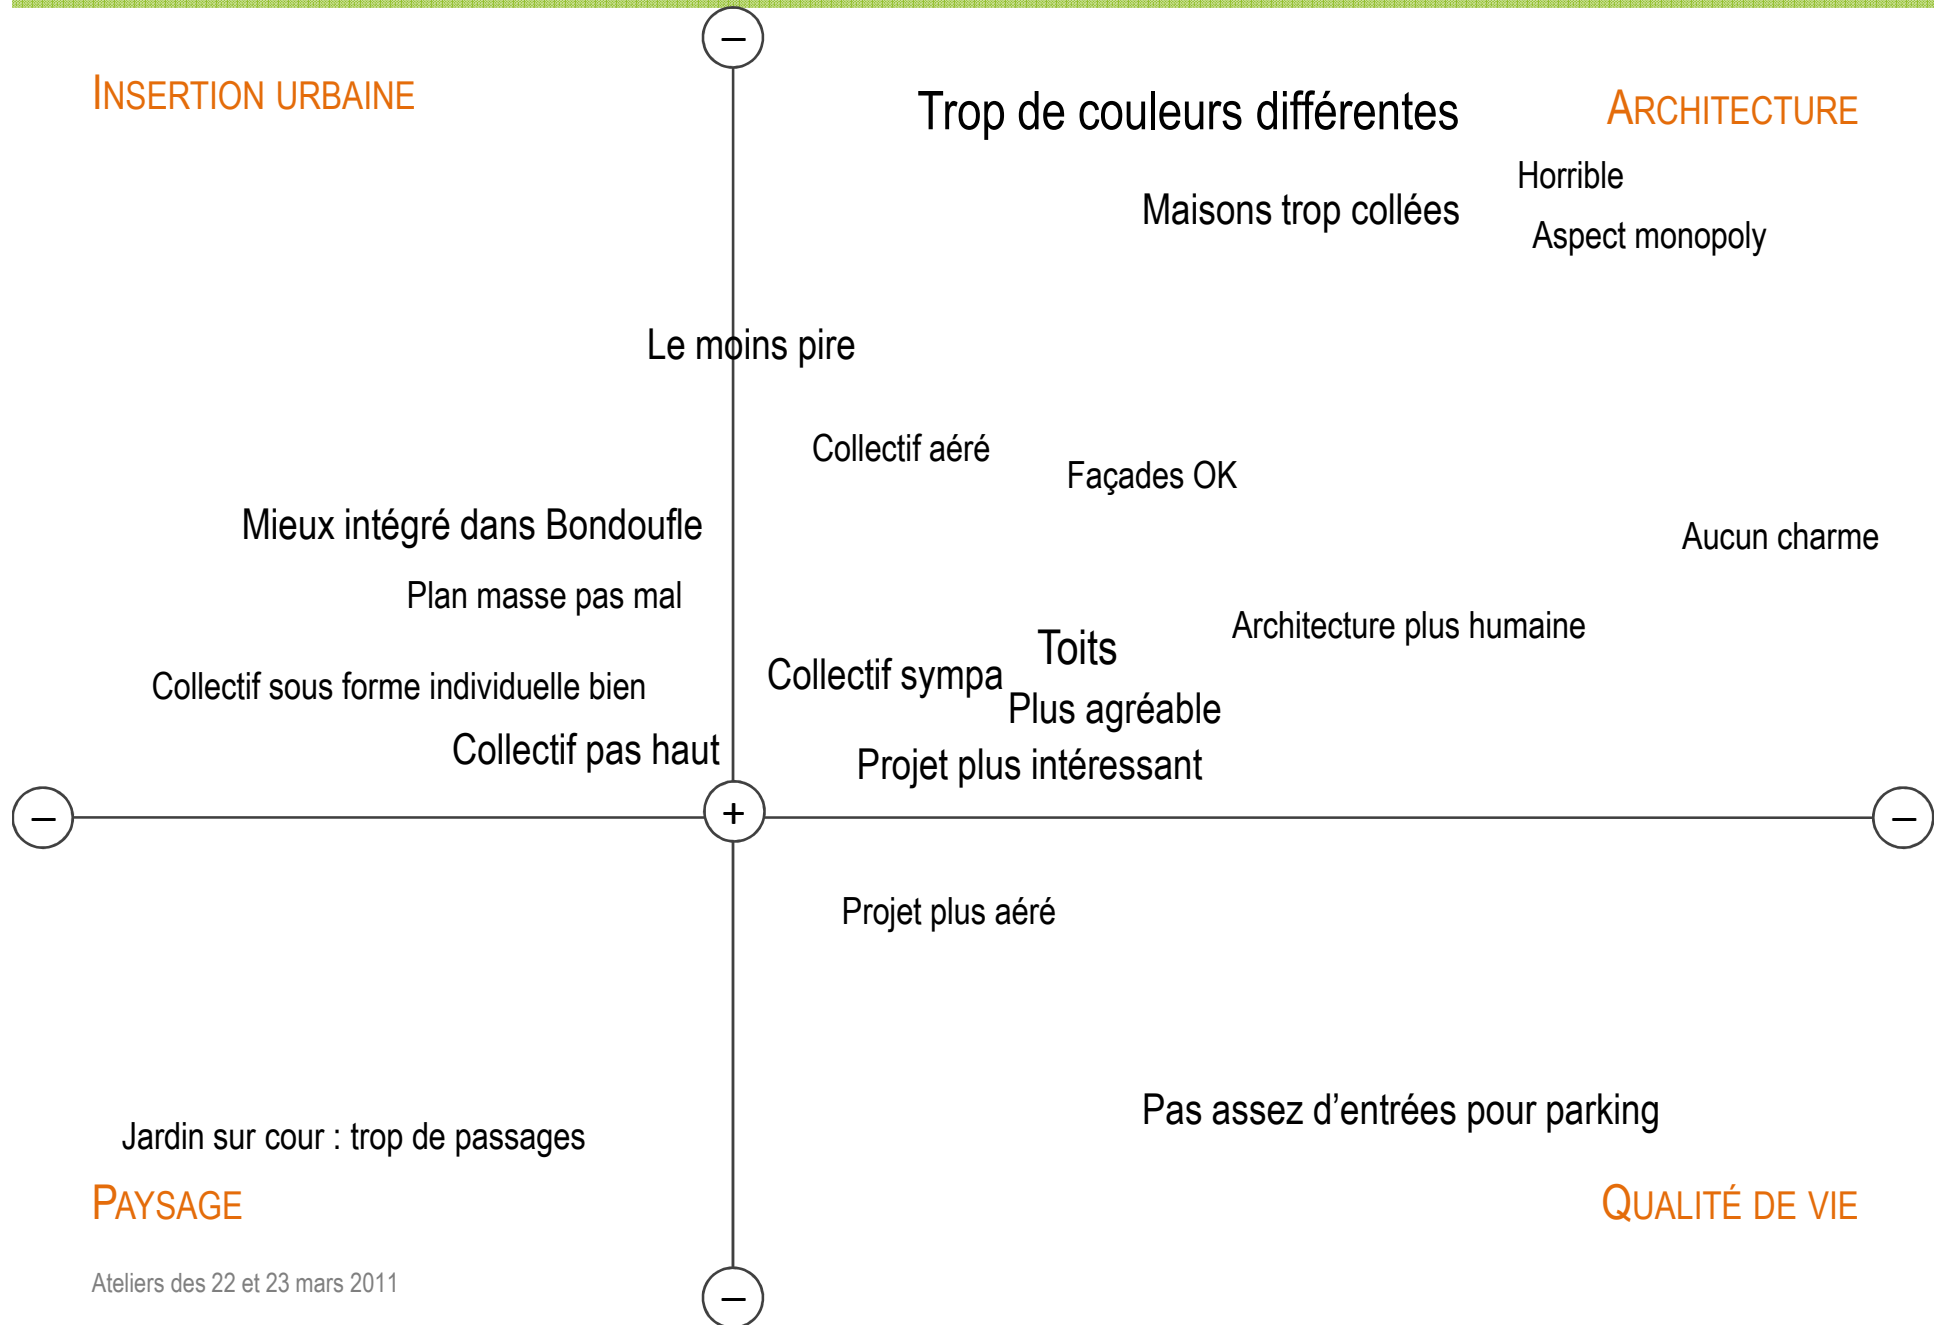 –
INSERTION URBAINE
Trop de couleurs différentes
ARCHITECTURE
Horrible
Maisons trop collées
Aspect monopoly
Le moins pire
Collectif aéré
Façades OK
Mieux intégré dans Bondoufle
Aucun charme
Plan masse pas mal
Architecture plus humaine
Toits
Collectif sympa
Collectif sous forme individuelle bien
Plus agréable
Collectif pas haut
Projet plus intéressant
–
+
–
Projet plus aéré
Pas assez d’entrées pour parking
Jardin sur cour : trop de passages
PAYSAGE
QUALITÉ DE VIE
Ateliers des 22 et 23 mars 2011
–